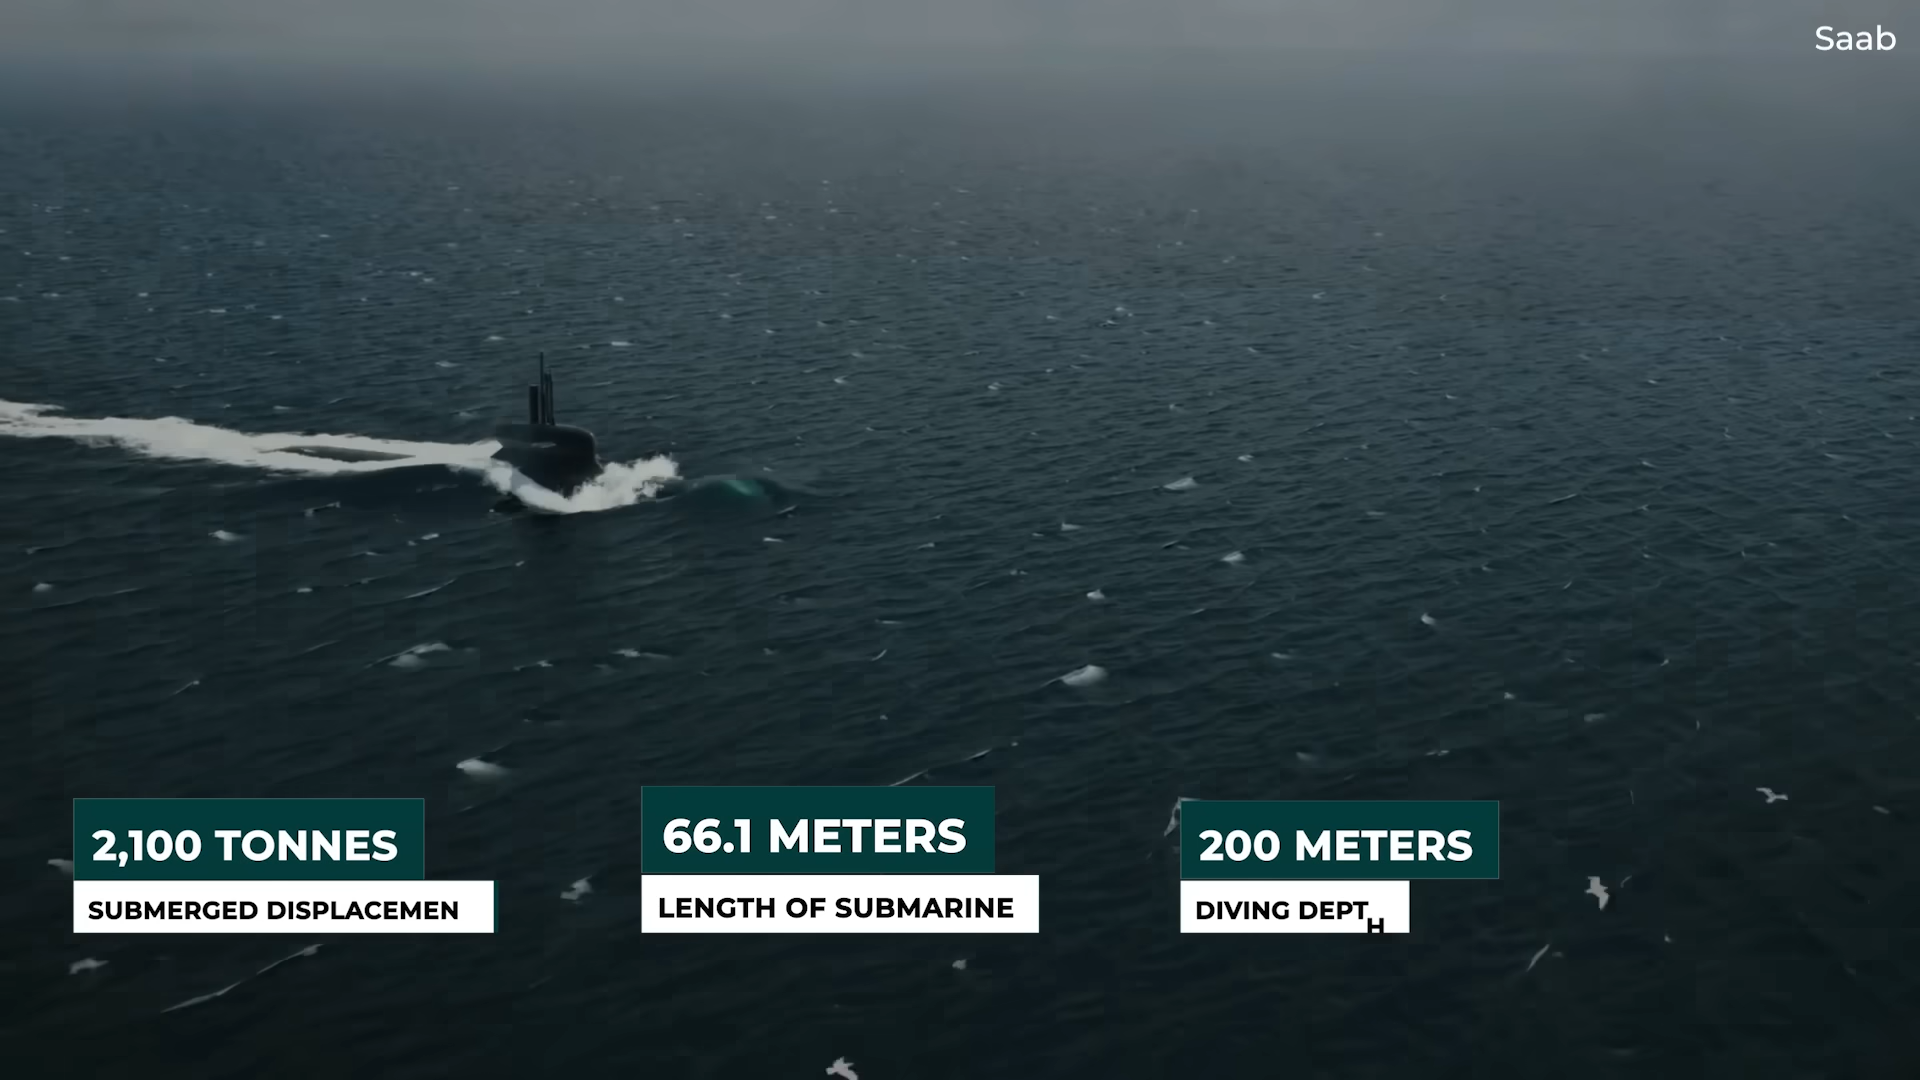 Saab
2,100 TONNES
SUBMERGED DISPLACEMEN
66.1 METERS
LENGTH OF SUBMARINE
200 METERS
DIVING DEPTH